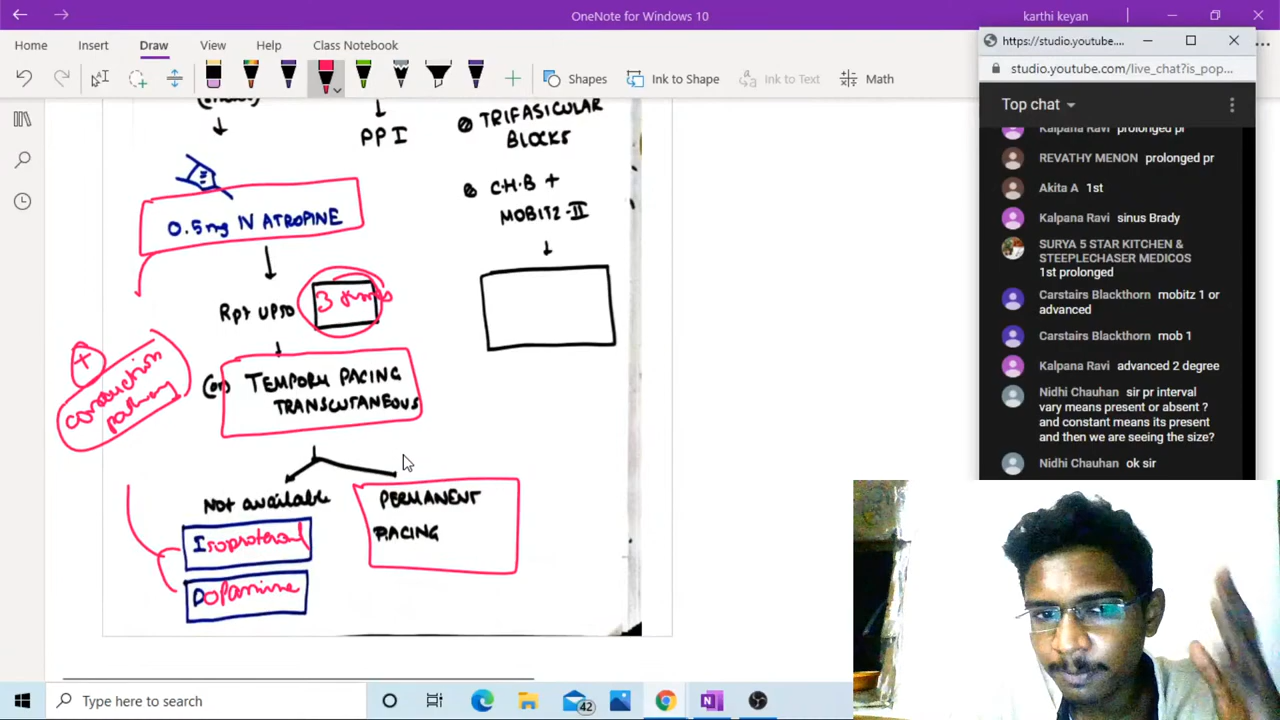 OneNote for Windows 10
karthi keyan
Home
Insert
Draw
View
Help
Class Notebook
Shapes
Ink to Shape
Ink to Text
Math
PPI
0.5mg IV ATROPINE
Rpt upto
3 times
(or) TEMPORY PACING
TRANSCUTANEOUS
+
conduction
pathway
Not available
Isoproterenol
Dopamine
PERMANENT
PACING
TRIFASICULAR
BLOCKS
C.H.B +
MOBITZ-II
https://studio.youtube....
studio.youtube.com/live_chat?is_pop...
Top chat
Kalpana Ravi prolonged pr
REVATHY MENON prolonged pr
Akita A 1st
Kalpana Ravi sinus Brady
SURYA 5 STAR KITCHEN &
STEEPLECHASER MEDICOS
1st prolonged
Carstairs Blackthorn mobitz 1 or
advanced
Carstairs Blackthorn mob 1
Kalpana Ravi advanced 2 degree
Nidhi Chauhan sir pr interval
vary means present or absent ?
and constant means its present
and then we are seeing the size?
Nidhi Chauhan ok sir
Type here to search
42